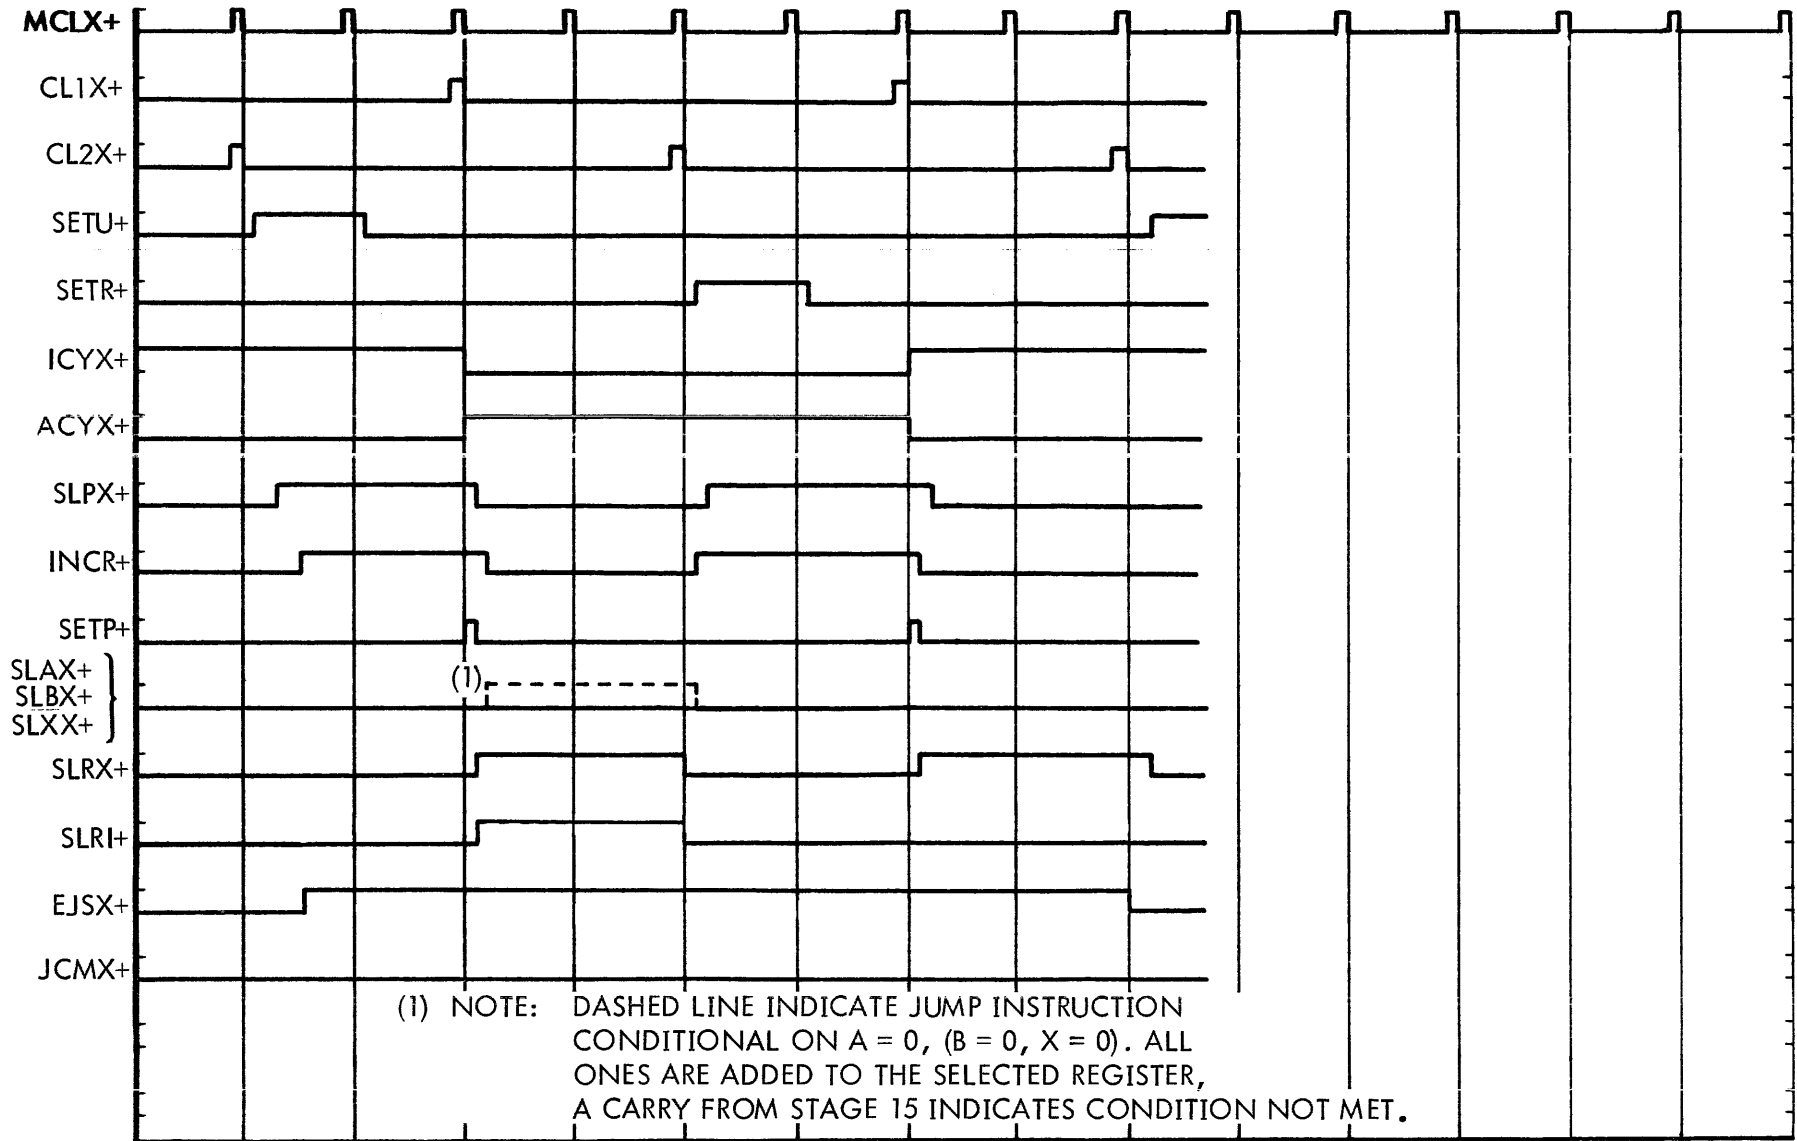 MCLX+
CL1X+
CL2X+
SETU+
SETR+
ICYX+
ACYX+
SLPX+
INCR+
SETP+
SLAX+
SLBX+
SLXX+
(1)
SLRX+
SLRI+
EJSX+
JCMX+
(1) NOTE: DASHED LINE INDICATE JUMP INSTRUCTION
CONDITIONAL ON A = 0, (B = 0, X = 0). ALL
ONES ARE ADDED TO THE SELECTED REGISTER,
A CARRY FROM STAGE 15 INDICATES CONDITION NOT MET.